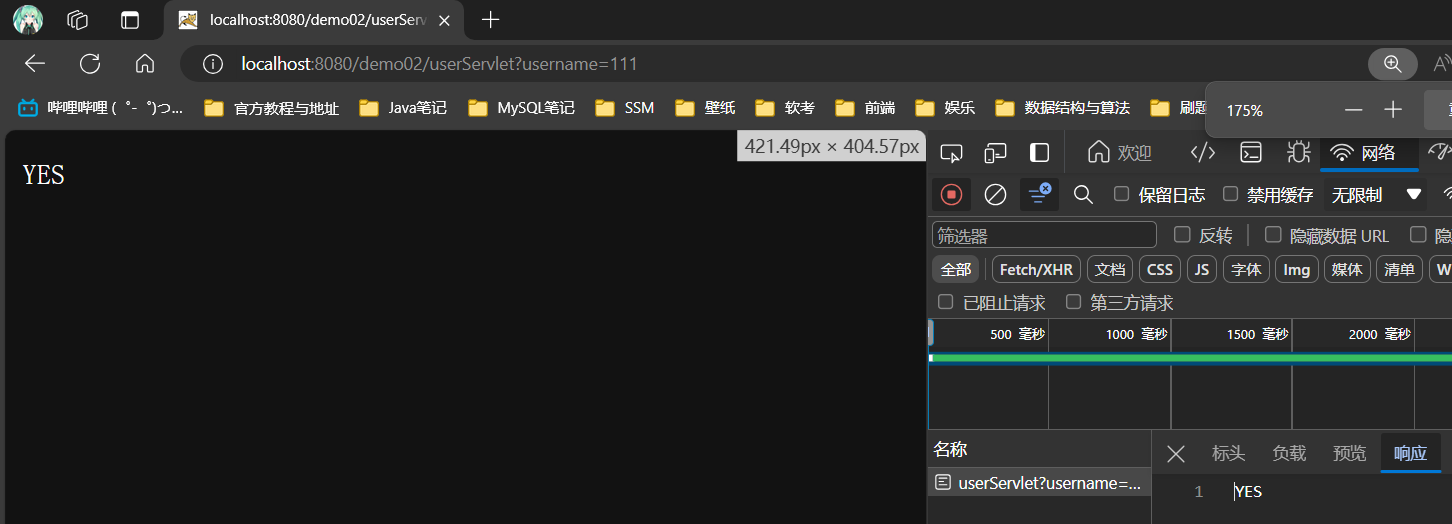 localhost:8080/demo02/userServ
localhost:8080/demo02/userServlet?username=111
哔哩哔哩 (゜-゜)つ... 官方教程与地址 Java笔记 MySQL笔记 SSM 壁纸 软考 前端 娱乐 数据结构与算法 刷题
175%
421.49px × 404.57px
欢迎 网络
YES
保留日志 禁用缓存 无限制
筛选器 反转 隐藏数据 URL 隐
全部 Fetch/XHR 文档 CSS JS 字体 Img 媒体 清单 W
已阻止请求 第三方请求
500 毫秒 1000 毫秒 1500 毫秒 2000 毫秒
名称 标头 负载 预览 响应
userServlet?username=... 1 YES